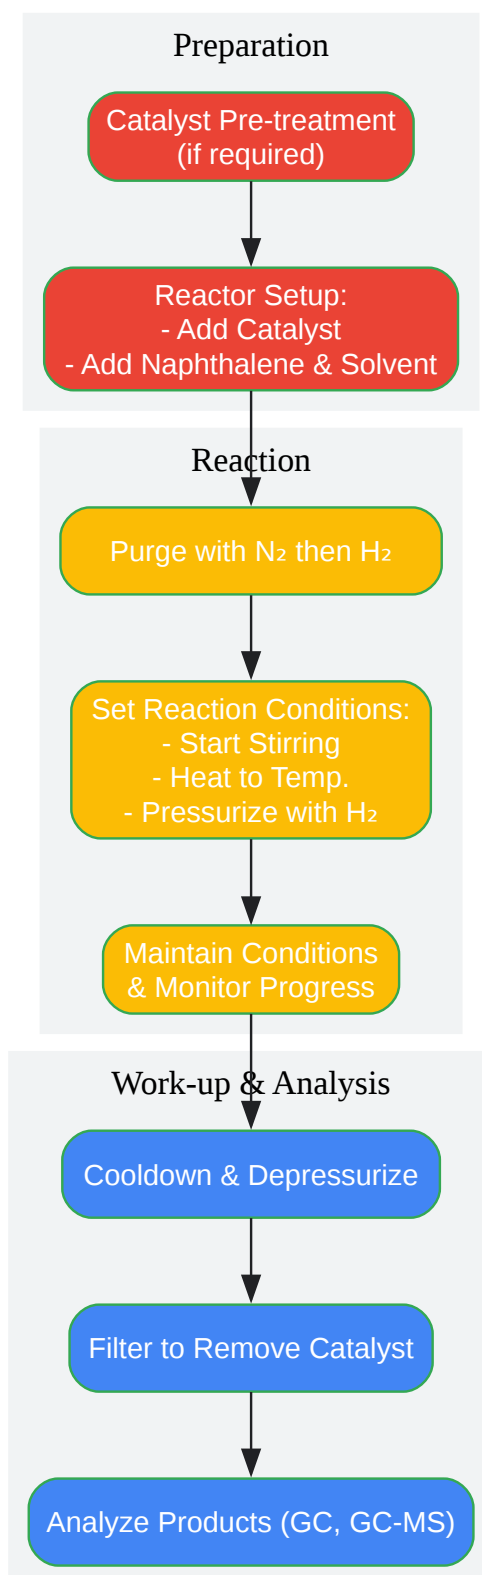 Preparation
Catalyst Pre-treatment
(if required)
Reactor Setup:
- Add Catalyst
- Add Naphthalene & Solvent
Reaction
Purge with N₂ then H₂
Set Reaction Conditions:
- Start Stirring
- Heat to Temp.
- Pressurize with H₂
Maintain Conditions
& Monitor Progress
Work-up & Analysis
Cooldown & Depressurize
Filter to Remove Catalyst
Analyze Products (GC, GC-MS)